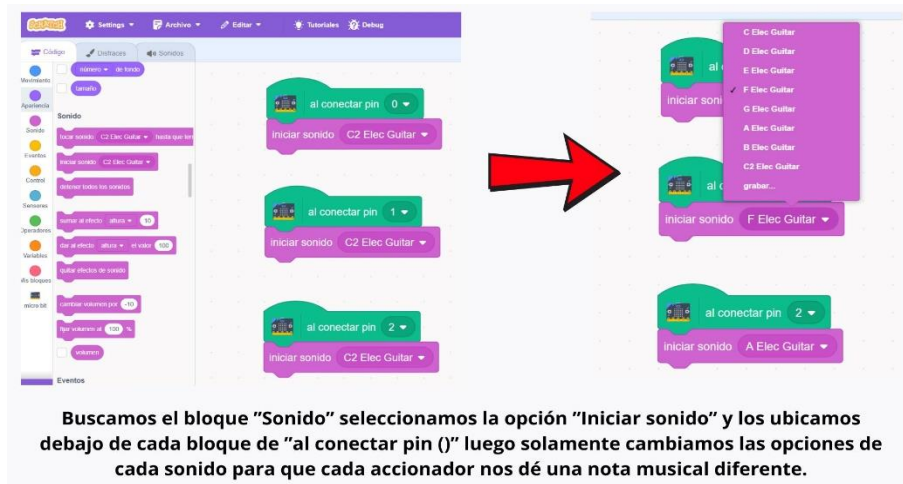 SCRATCH
Settings
Archivo
Editar
Tutoriales
Debug
Código
Disfraces
Sonidos
Movimiento
Apariencia
Sonido
Eventos
Control
Sensores
Operadores
Variables
Mis bloques
micro:bit
número de fondo
tamaño
Sonido
tocar sonido C2 Elec Guitar hasta que ter
iniciar sonido C2 Elec Guitar
detener todos los sonidos
sumar al efecto altura 10
dar al efecto altura el valor 100
quitar efectos de sonido
cambiar volumen por -10
fijar volumen al 100 %
volumen
Eventos
al conectar pin 0
iniciar sonido C2 Elec Guitar
al conectar pin 1
iniciar sonido C2 Elec Guitar
al conectar pin 2
iniciar sonido C2 Elec Guitar
C Elec Guitar
D Elec Guitar
E Elec Guitar
F Elec Guitar
G Elec Guitar
A Elec Guitar
B Elec Guitar
C2 Elec Guitar
grabar...
al
iniciar soni
al c
iniciar sonido F Elec Guitar
al conectar pin 2
iniciar sonido A Elec Guitar
Buscamos el bloque "Sonido" seleccionamos la opción "Iniciar sonido" y los ubicamos
debajo de cada bloque de "al conectar pin ()" luego solamente cambiamos las opciones de
cada sonido para que cada accionador nos dé una nota musical diferente.